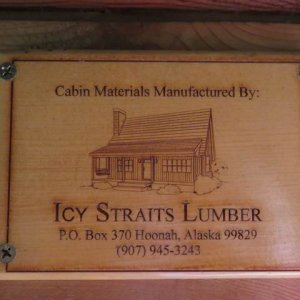 Cabin Materials Manufactured By:
ICY STRAITS LUMBER
P.O. Box 370 Hoonah, Alaska 99829
(907) 945-3243